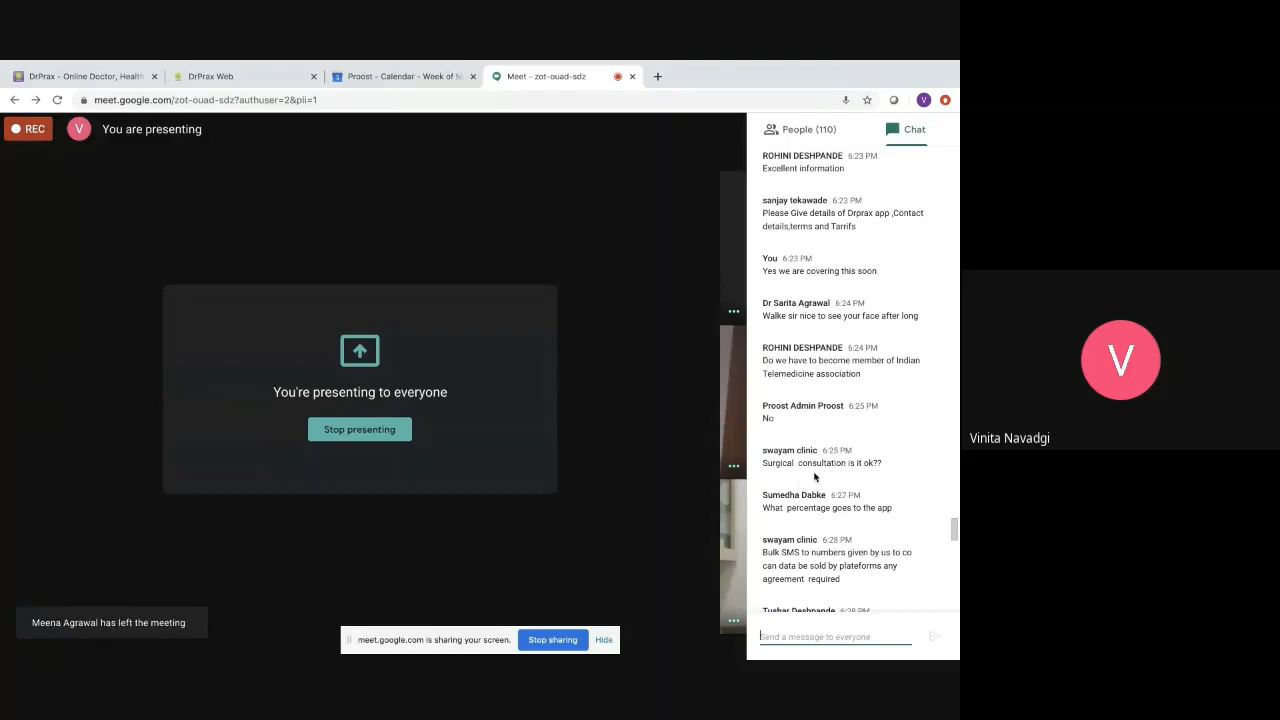 DrPrax - Online Doctor, Health
DrPrax Web
Proost - Calendar - Week of M
Meet - zot-ouad-sdz
meet.google.com/zot-ouad-sdz?authuser=2&pli=1
V
REC
V
You are presenting
People (110)
Chat
ROHINI DESHPANDE 6:23 PM
Excellent information
sanjay tekawade 6:23 PM
Please Give details of Drprax app ,Contact
details,terms and Tarrifs
You 6:23 PM
Yes we are covering this soon
Dr Sarita Agrawal 6:24 PM
Walke sir nice to see your face after long
ROHINI DESHPANDE 6:24 PM
Do we have to become member of Indian
Telemedicine association
Proost Admin Proost 6:25 PM
No
swayam clinic 6:25 PM
Surgical consultation is it ok??
Sumedha Dabke 6:27 PM
What percentage goes to the app
swayam clinic 6:28 PM
Bulk SMS to numbers given by us to co
can data be sold by plateforms any
agreement required
Tushar Deshpande 6:28 PM
Send a message to everyone
You're presenting to everyone
Stop presenting
Meena Agrawal has left the meeting
meet.google.com is sharing your screen.
Stop sharing
Hide
V
Vinita Navadgi